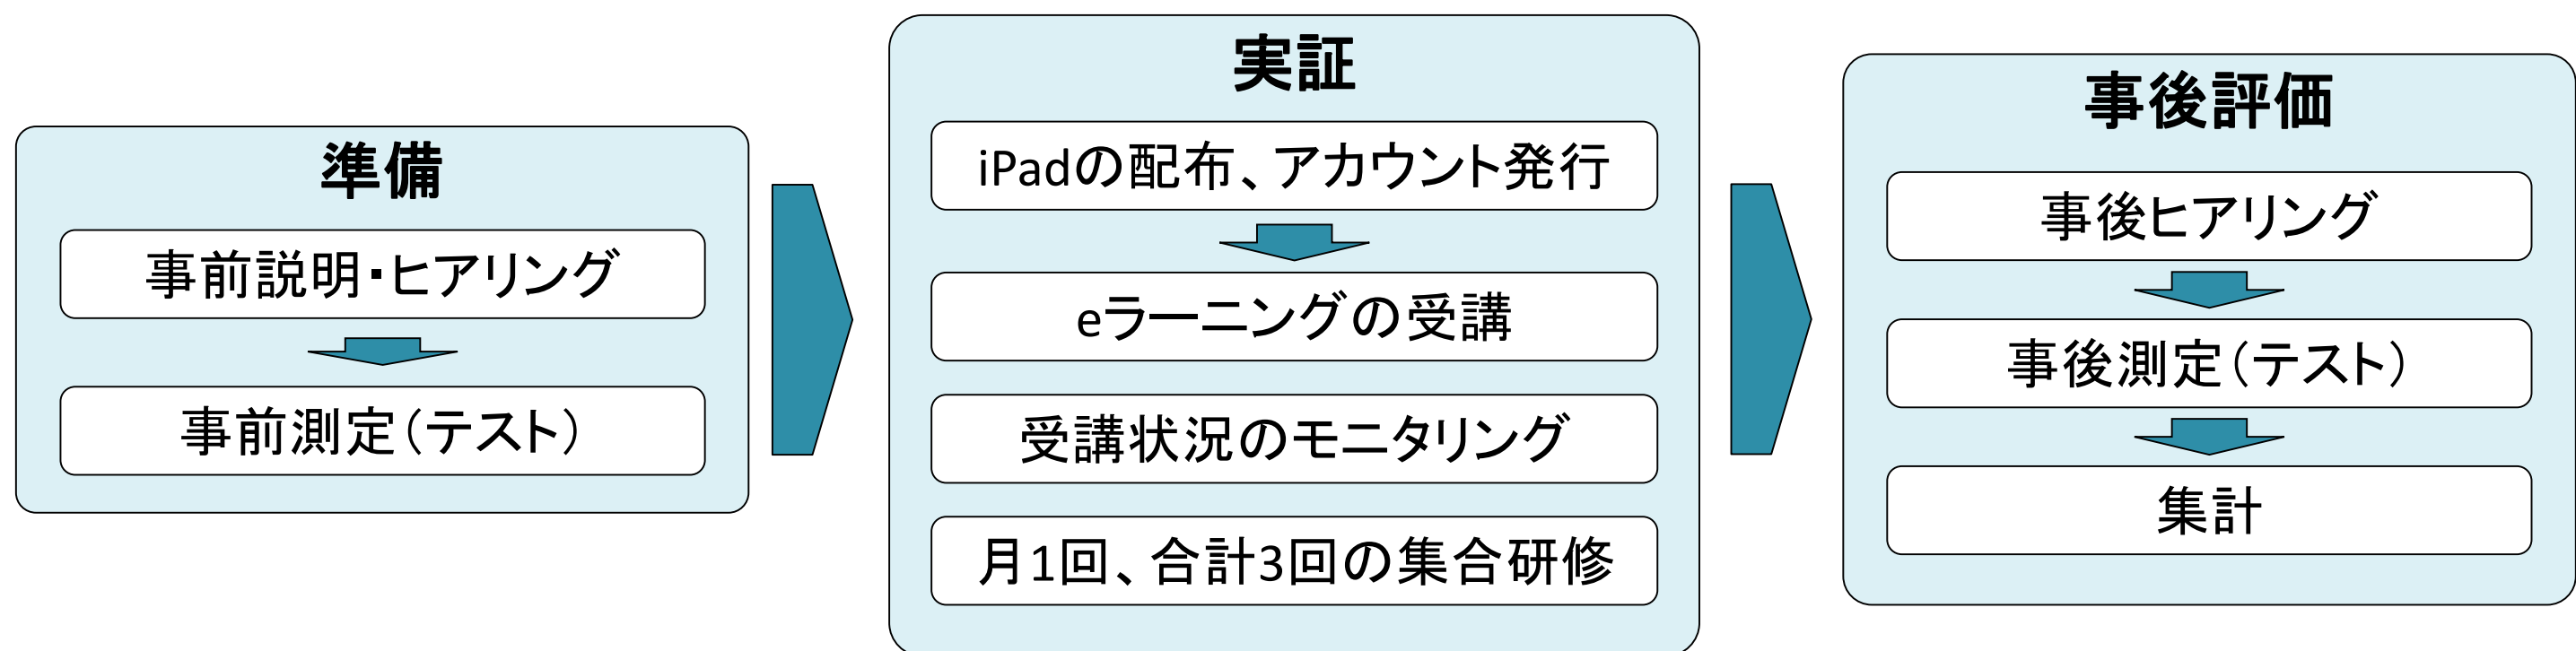 準備
事前説明・ヒアリング
事前測定（テスト）
実証
iPadの配布、アカウント発行
eラーニングの受講
受講状況のモニタリング
月1回、合計3回の集合研修
事後評価
事後ヒアリング
事後測定（テスト）
集計